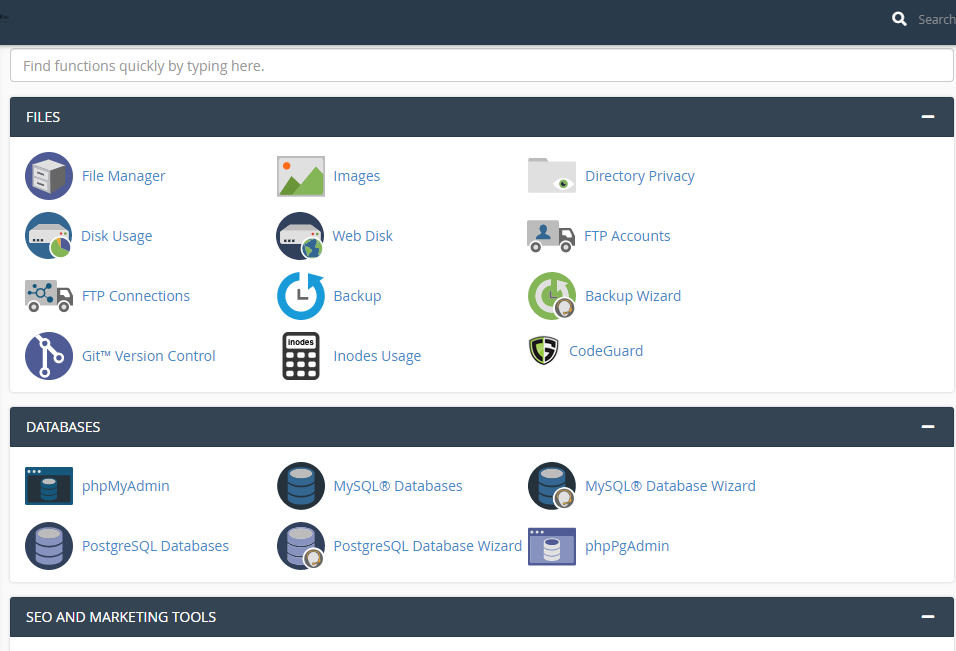 Search
Find functions quickly by typing here.
FILES
File Manager
Images
Directory Privacy
Disk Usage
Web Disk
FTP Accounts
FTP Connections
Backup
Backup Wizard
Git™ Version Control
inodes
Inodes Usage
CodeGuard
DATABASES
phpMyAdmin
MySQL® Databases
MySQL® Database Wizard
PostgreSQL Databases
PostgreSQL Database Wizard
phpPgAdmin
SEO AND MARKETING TOOLS